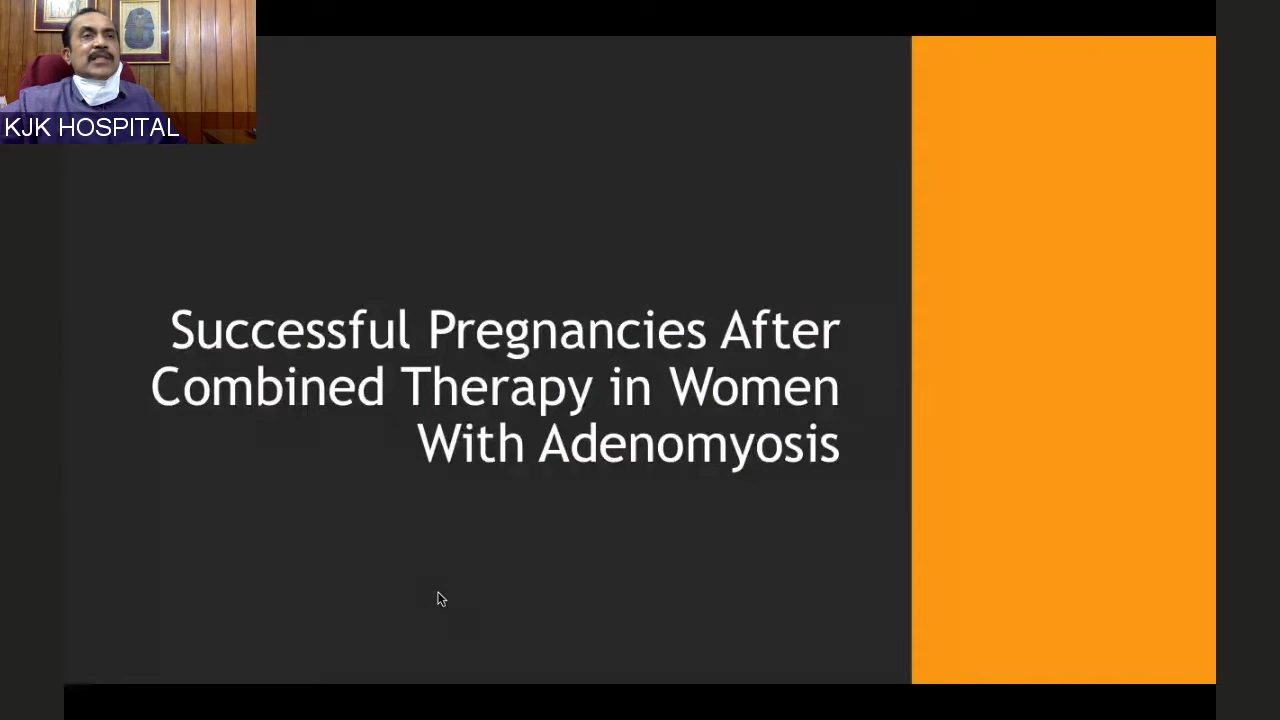 KJK HOSPITAL
Successful Pregnancies After
Combined Therapy in Women
With Adenomyosis